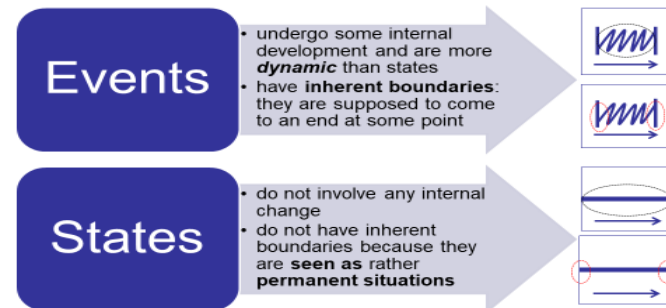 Events
• undergo some internal
development and are more
dynamic than states
• have inherent boundaries:
they are supposed to come
to an end at some point
States
• do not involve any internal
change
• do not have inherent
boundaries because they
are seen as rather
permanent situations